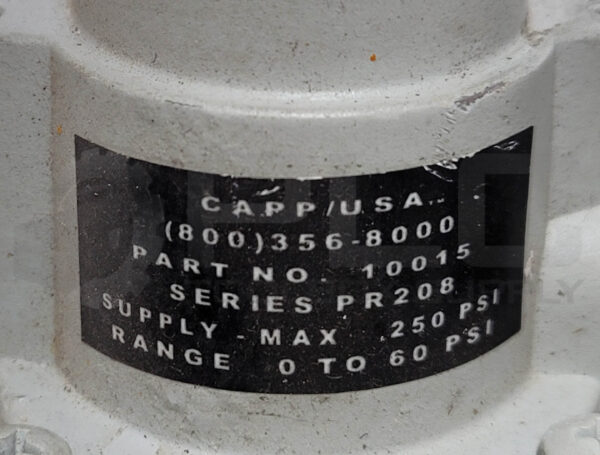 CAPP/USA
(800)356-8000
PART NO. 10015
SERIES PR208
SUPPLY - MAX 250 PSI
RANGE 0 TO 60 PSI